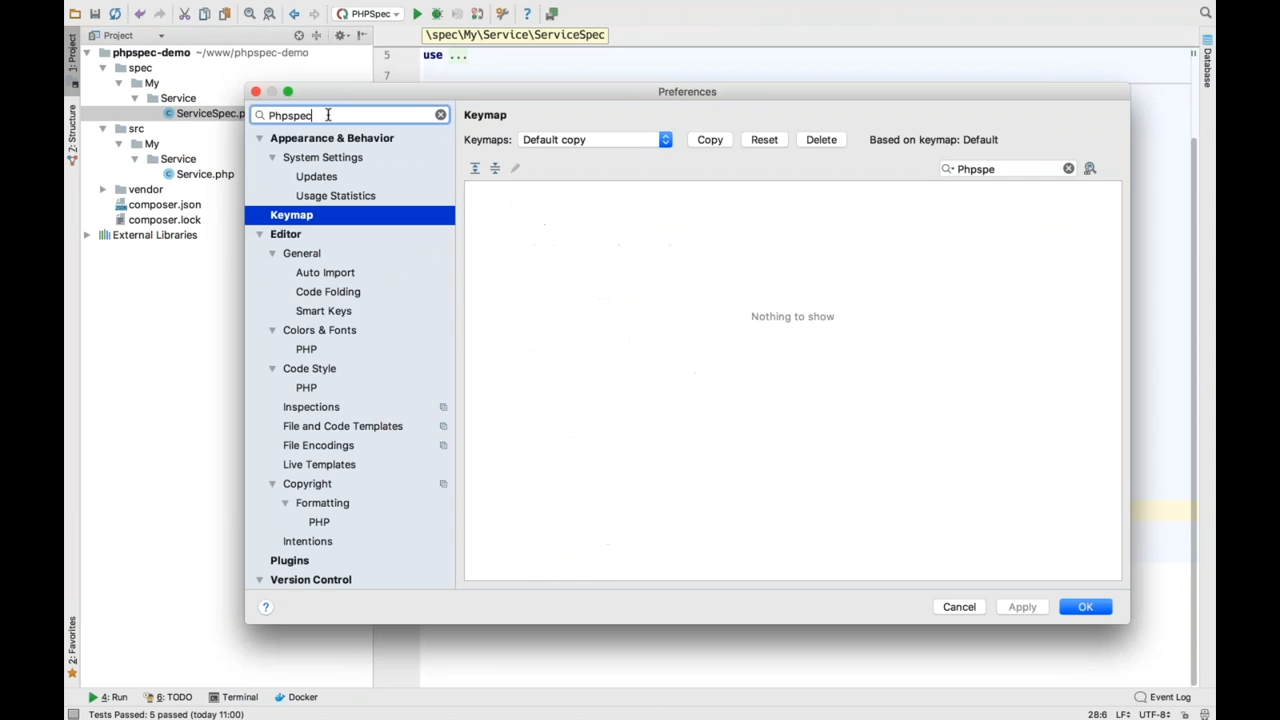 PHPSpec
1: Project
Z: Structure
2: Favorites
Database
Project
phpspec-demo ~/www/phpspec-demo
spec
My
Service
ServiceSpec.p
src
My
Service
Service.php
vendor
composer.json
composer.lock
External Libraries
\spec\My\Service\ServiceSpec
5 use ...
7
Preferences
Phpspec
Appearance & Behavior
System Settings
Updates
Usage Statistics
Keymap
Editor
General
Auto Import
Code Folding
Smart Keys
Colors & Fonts
PHP
Code Style
PHP
Inspections
File and Code Templates
File Encodings
Live Templates
Copyright
Formatting
PHP
Intentions
Plugins
Version Control
Keymap
Keymaps: Default copy Copy Reset Delete Based on keymap: Default
Phpspe
Nothing to show
?
Cancel Apply OK
4: Run 6: TODO Terminal Docker Event Log
Tests Passed: 5 passed (today 11:00) 28:6 LF÷ UTF-8÷